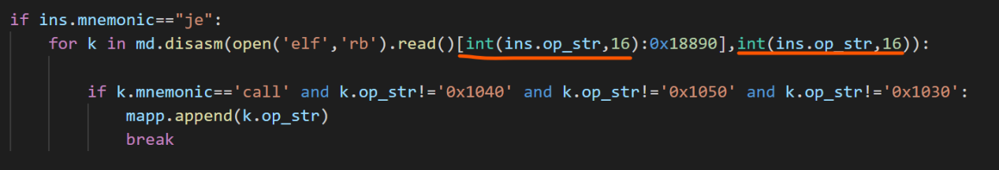 if ins.mnemonic=="je":
for k in md.disasm(open('elf','rb').read()[int(ins.op_str,16):0x18890],int(ins.op_str,16)):
if k.mnemonic=='call' and k.op_str!='0x1040' and k.op_str!='0x1050' and k.op_str!='0x1030':
mapp.append(k.op_str)
break